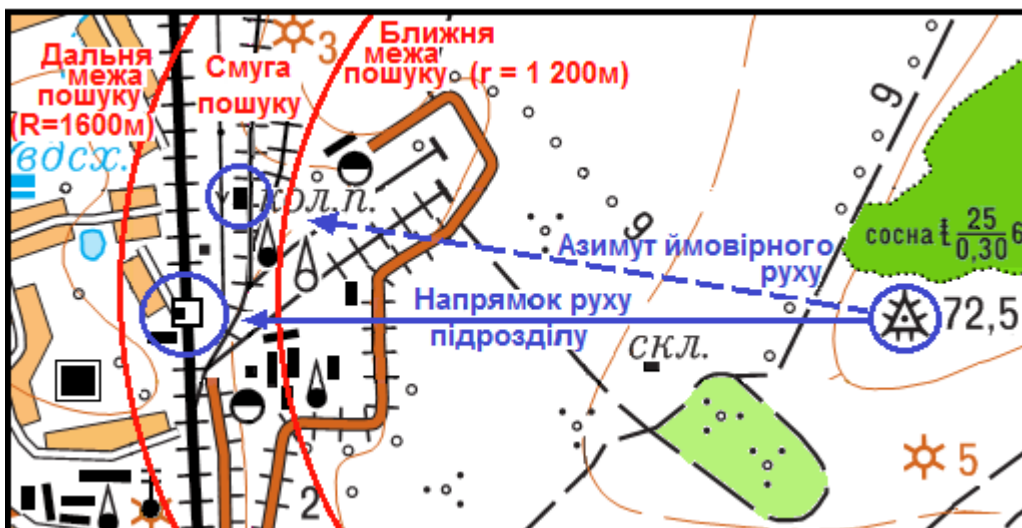 Дальня
межа
пошуку
(R=1600м)
Смуга
пошуку
Ближня
межа
пошуку (r = 1 200м)
3
вдсх.
кол.п.
9
9
Азимут ймовірного
руху
Напрямок руху
підрозділу
сосна 25
0,30 6
72,5
скл.
5
2